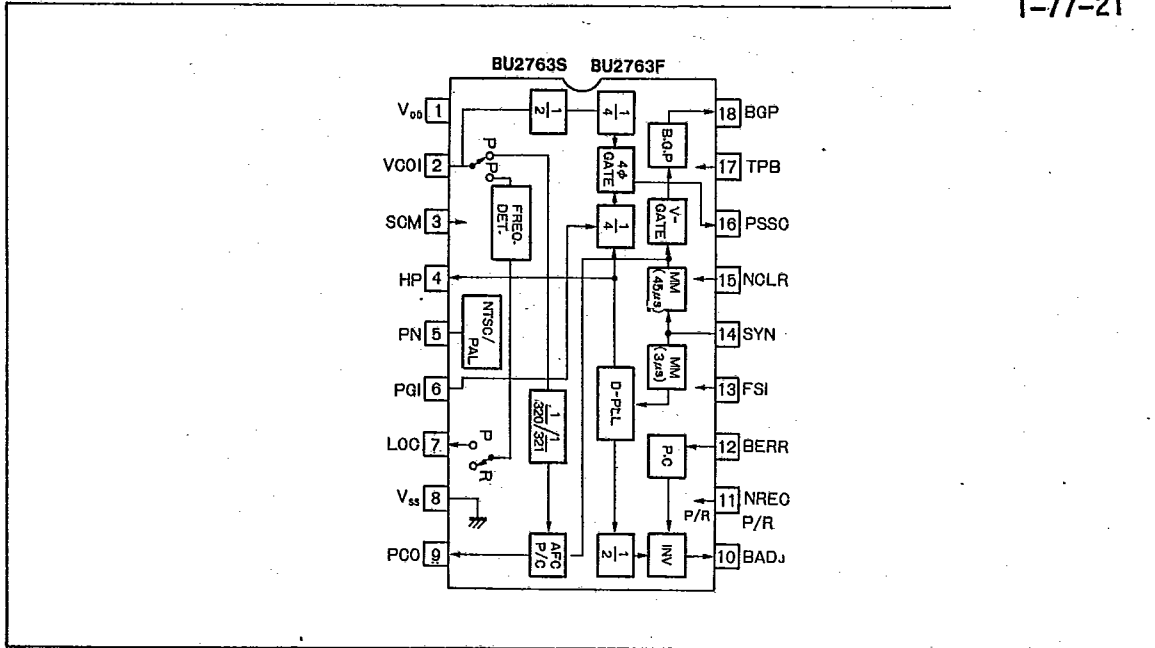 T-77-21
BU2763S BU2763F
V₀₅ 1
VCOI 2
SCM 3
HP 4
PN 5
PGI 6
LOC 7
Vss 8
PCO 9
18 BGP
17 TPB
16 PSSC
15 NCLR
14 SYN
13 FSI
12 BERR
11 NREC
P/R
P/R
10 BADJ
1/2
1/4
4φ
GATE
1/4
B.G.P
V-
GATE
MM
(45μs)
MM
(3μs)
P
P
FREQ-
DET-
NTSC/
PAL
1/320/1/321
D-PLL
P.C
P
R
AFC
P/C
1/2
INV